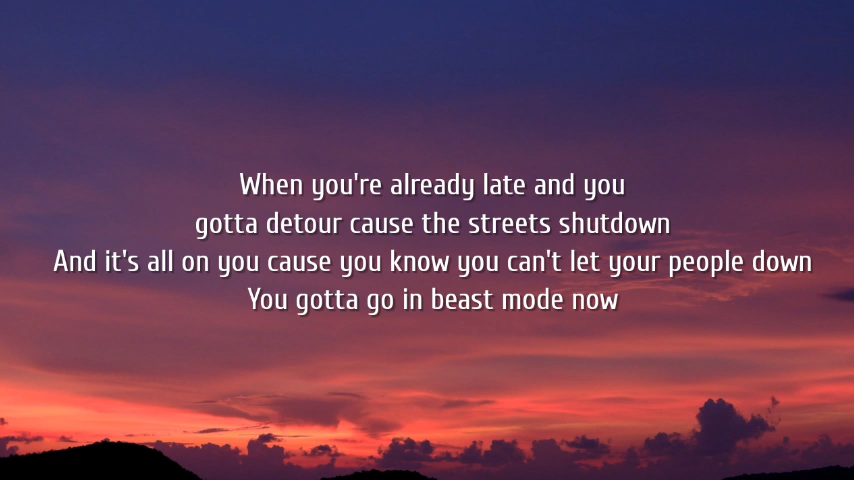 When you're already late and you
gotta detour cause the streets shutdown
And it's all on you cause you know you can't let your people down
You gotta go in beast mode now